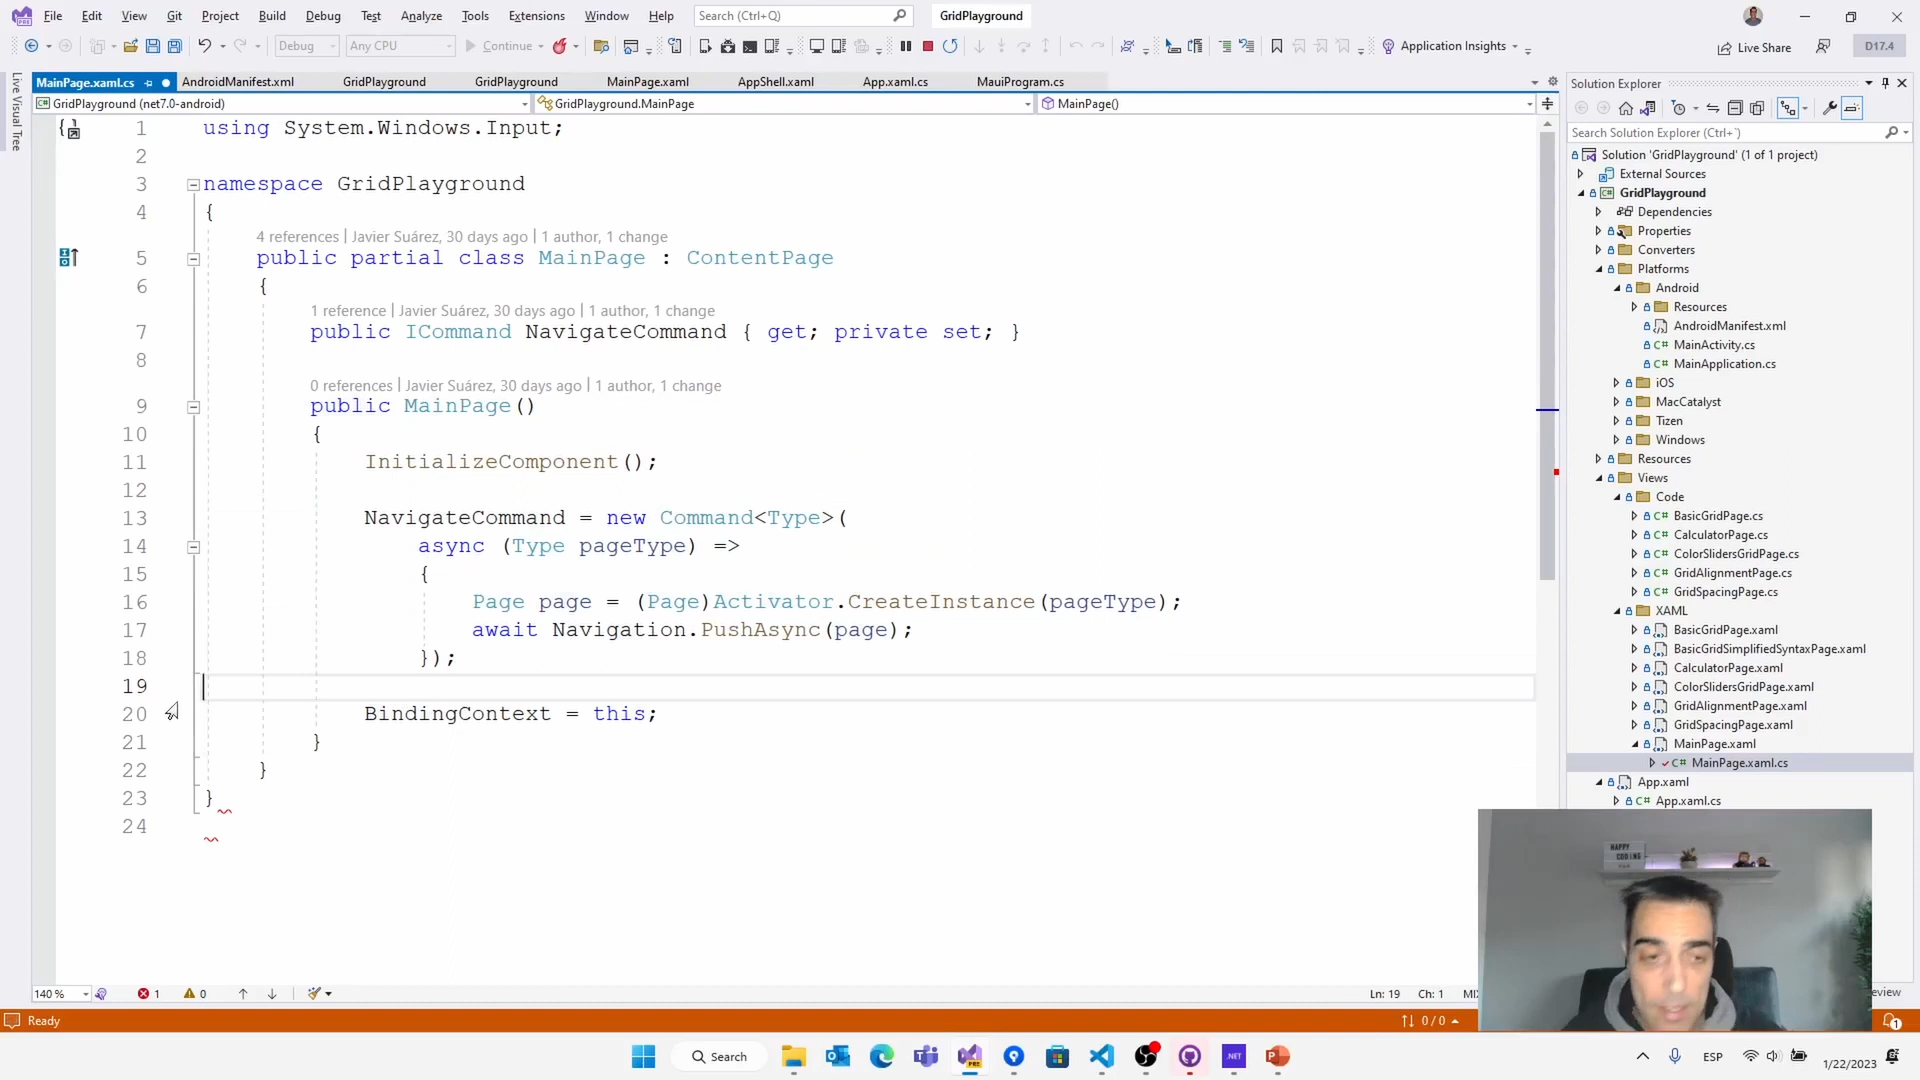 File Edit View Git Project Build Debug Test Analyze Tools Extensions Window Help Search (Ctrl+Q) GridPlayground
Debug Any CPU Continue Application Insights Live Share D17.4
Live Visual Tree
MainPage.xaml.cs AndroidManifest.xml GridPlayground GridPlayground MainPage.xaml AppShell.xaml App.xaml.cs MauiProgram.cs
GridPlayground (net7.0-android) GridPlayground.MainPage MainPage()
1 using System.Windows.Input;
2
3 namespace GridPlayground
4 {
4 references | Javier Suárez, 30 days ago | 1 author, 1 change
5 public partial class MainPage : ContentPage
6 {
1 reference | Javier Suárez, 30 days ago | 1 author, 1 change
7 public ICommand NavigateCommand { get; private set; }
8
0 references | Javier Suárez, 30 days ago | 1 author, 1 change
9 public MainPage()
10 {
11 InitializeComponent();
12
13 NavigateCommand = new Command<Type>(
14 async (Type pageType) =>
15 {
16 Page page = (Page)Activator.CreateInstance(pageType);
17 await Navigation.PushAsync(page);
18 });
19
20 BindingContext = this;
21 }
22 }
23 }
24
140 % 1 0 Ln: 19 Ch: 1
Solution Explorer
Search Solution Explorer (Ctrl+`)
Solution 'GridPlayground' (1 of 1 project)
External Sources
GridPlayground
Dependencies
Properties
Converters
Platforms
Android
Resources
AndroidManifest.xml
MainActivity.cs
MainApplication.cs
iOS
MacCatalyst
Tizen
Windows
Resources
Views
Code
BasicGridPage.cs
CalculatorPage.cs
ColorSlidersGridPage.cs
GridAlignmentPage.cs
GridSpacingPage.cs
XAML
BasicGridPage.xaml
BasicGridSimplifiedSyntaxPage.xaml
CalculatorPage.xaml
ColorSlidersGridPage.xaml
GridAlignmentPage.xaml
GridSpacingPage.xaml
MainPage.xaml
MainPage.xaml.cs
App.xaml
App.xaml.cs
HAPPY
CODING
Ready 0 / 0 1
Search .NET ESP 1/22/2023